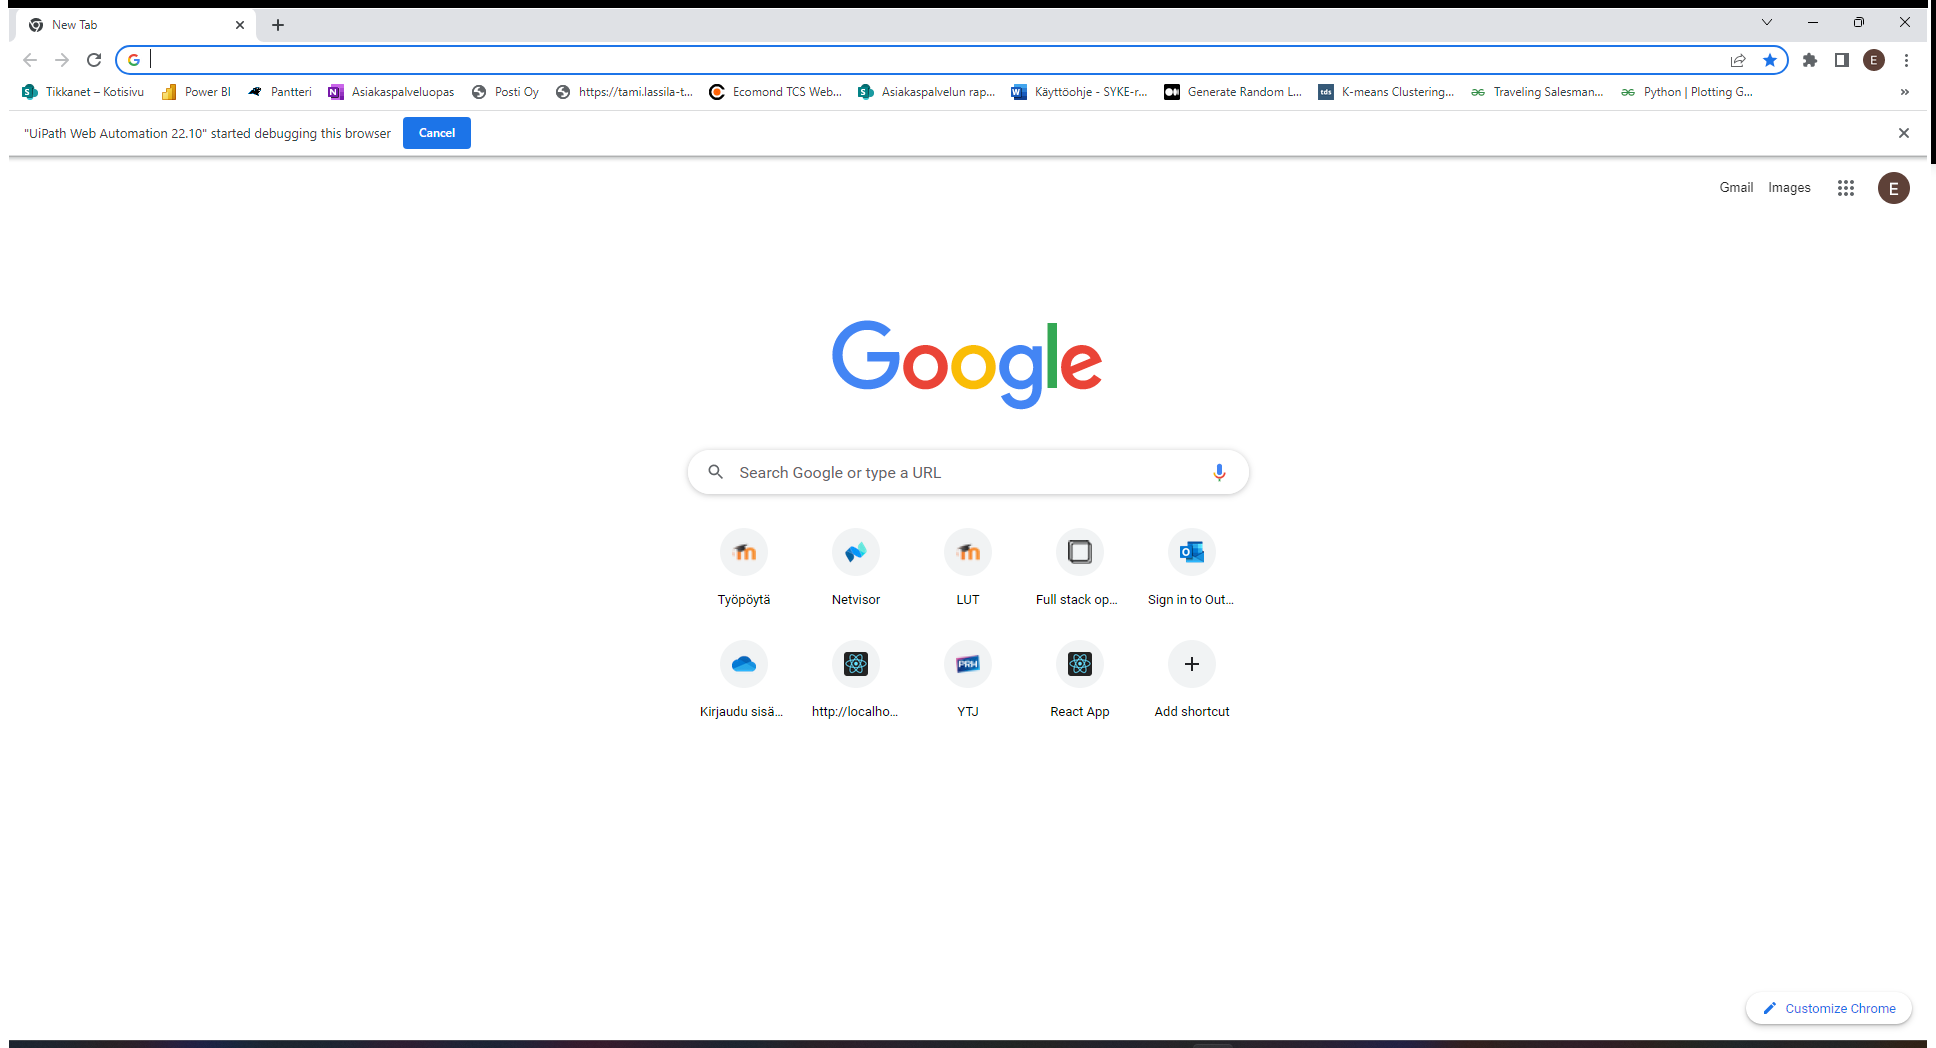 New Tab
Tikkanet – Kotisivu Power BI Pantteri Asiakaspalveluopas Posti Oy https://tami.lassila-t... Ecomond TCS Web... Asiakaspalvelun rap... Käyttöohje - SYKE-r... Generate Random L... K-means Clustering... Traveling Salesman... Python | Plotting G... »
"UiPath Web Automation 22.10" started debugging this browser Cancel
Gmail Images E
Google
Search Google or type a URL
Työpöytä Netvisor LUT Full stack op... Sign in to Out...
PRH
Kirjaudu sisä... http://localho... YTJ React App Add shortcut
Customize Chrome